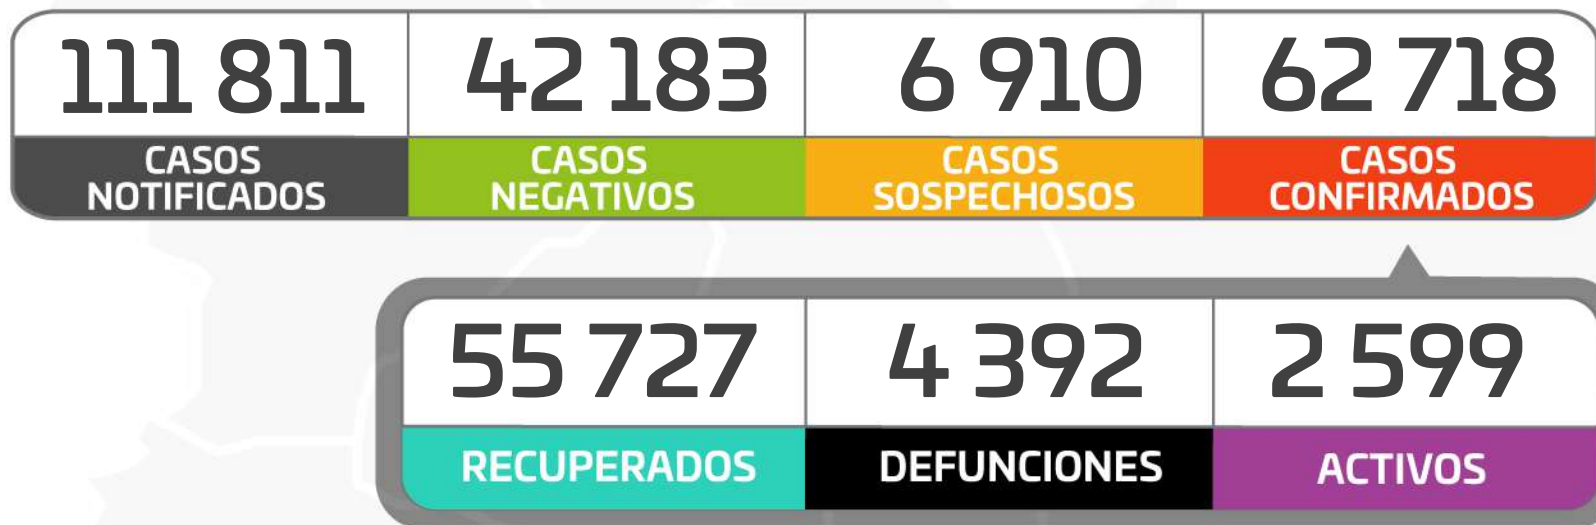 111 811 42 183 6 910 62 718
CASOS NOTIFICADOS
CASOS NEGATIVOS
CASOS SOSPECHOSOS
CASOS CONFIRMADOS
55 727 4 392 2 599
RECUPERADOS DEFUNCIONES ACTIVOS